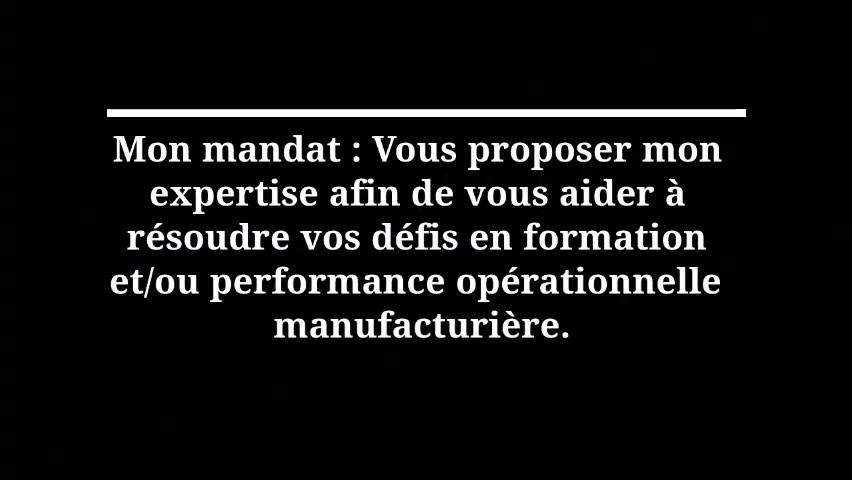 Mon mandat : Vous proposer mon
expertise afin de vous aider à
résoudre vos défis en formation
et/ou performance opérationnelle
manufacturière.